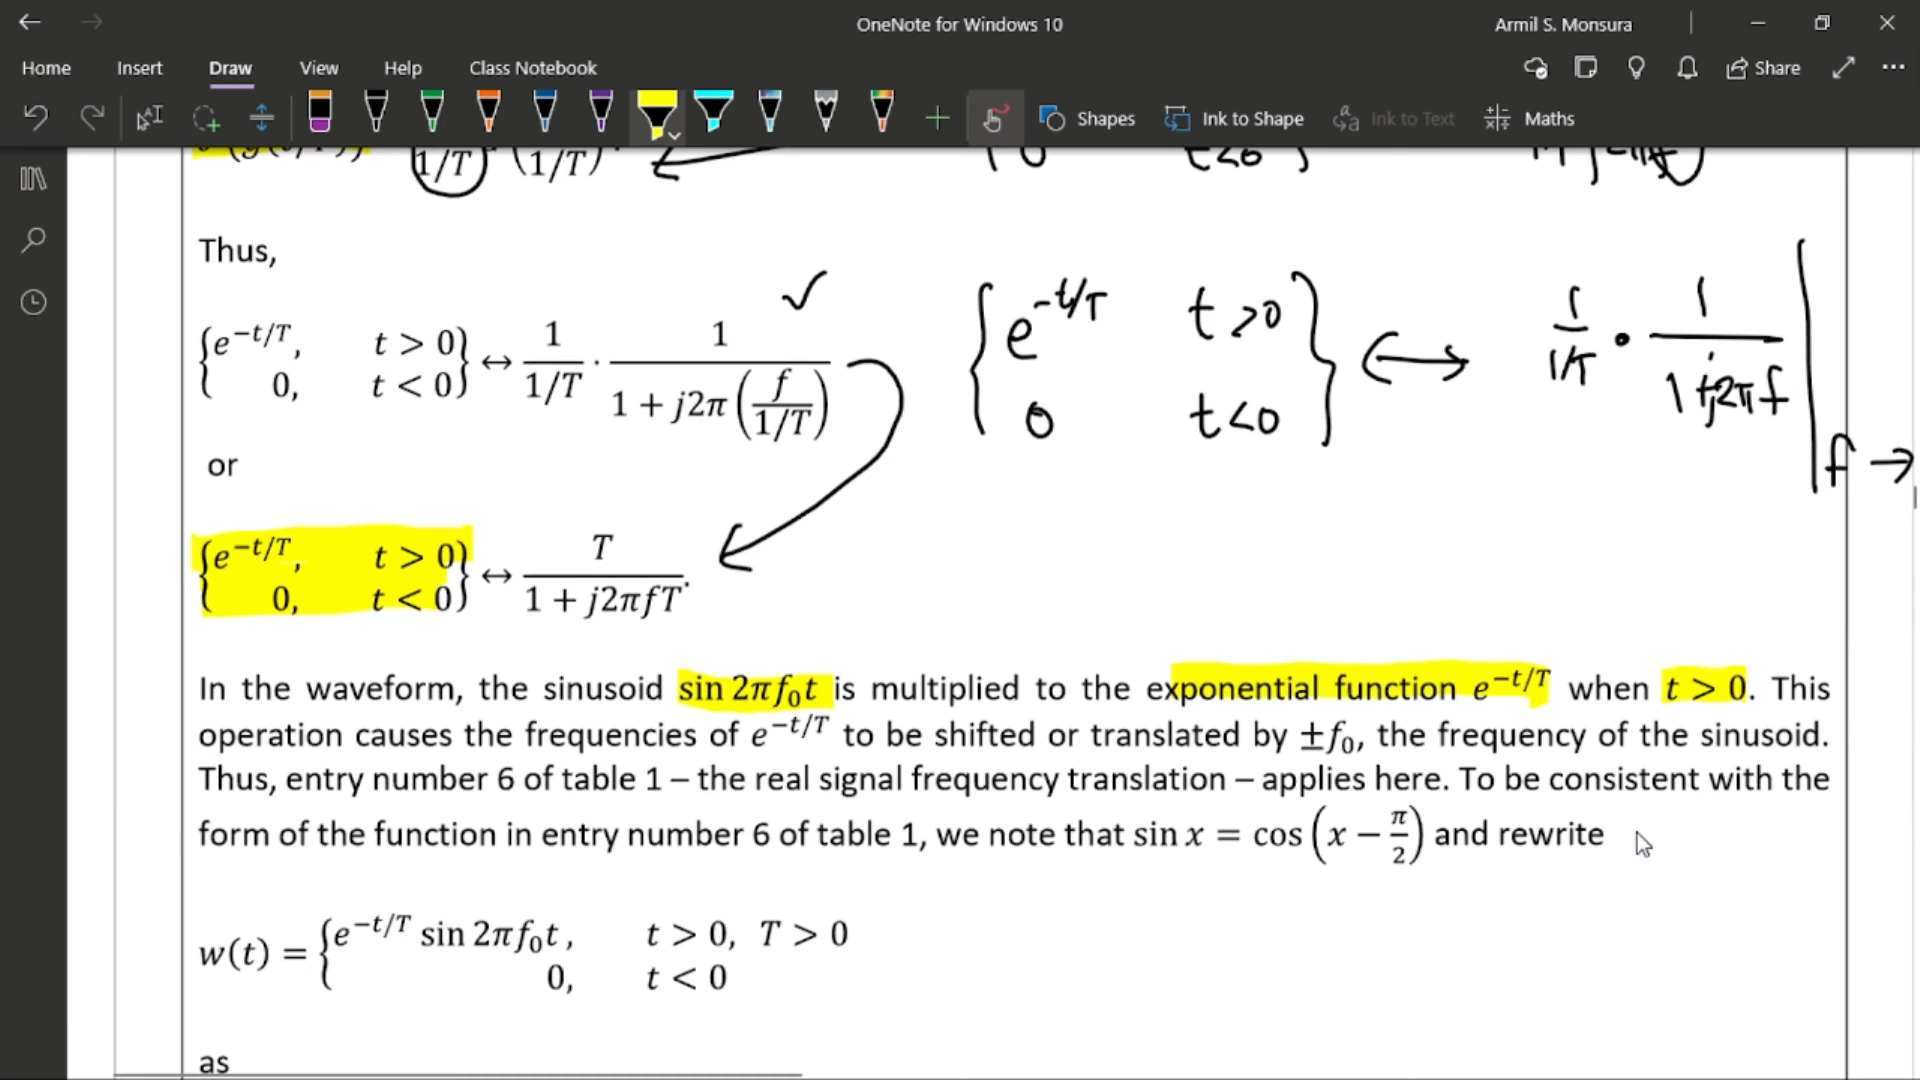 OneNote for Windows 10
Armil S. Monsura
Home Insert Draw View Help Class Notebook
Share
Shapes Ink to Shape Ink to Text Maths
1/T (1/T)
t<0
Thus,
{e^{-t/T}, t > 0
0, t < 0} ↔ 1/(1/T) · 1/(1 + j2π(f/(1/T)))
✓
{e^{-t/T} t>0
0 t<0} ↔ 1/(1/T) • 1/(1+j2πf) | f →
or
{e^{-t/T}, t > 0
0, t < 0} ↔ T/(1 + j2πfT).
In the waveform, the sinusoid sin 2πf₀t is multiplied to the exponential function e^{-t/T} when t > 0. This
operation causes the frequencies of e^{-t/T} to be shifted or translated by ±f₀, the frequency of the sinusoid.
Thus, entry number 6 of table 1 – the real signal frequency translation – applies here. To be consistent with the
form of the function in entry number 6 of table 1, we note that sin x = cos(x − π/2) and rewrite
w(t) = {e^{-t/T} sin 2πf₀t, t > 0, T > 0
0, t < 0
as